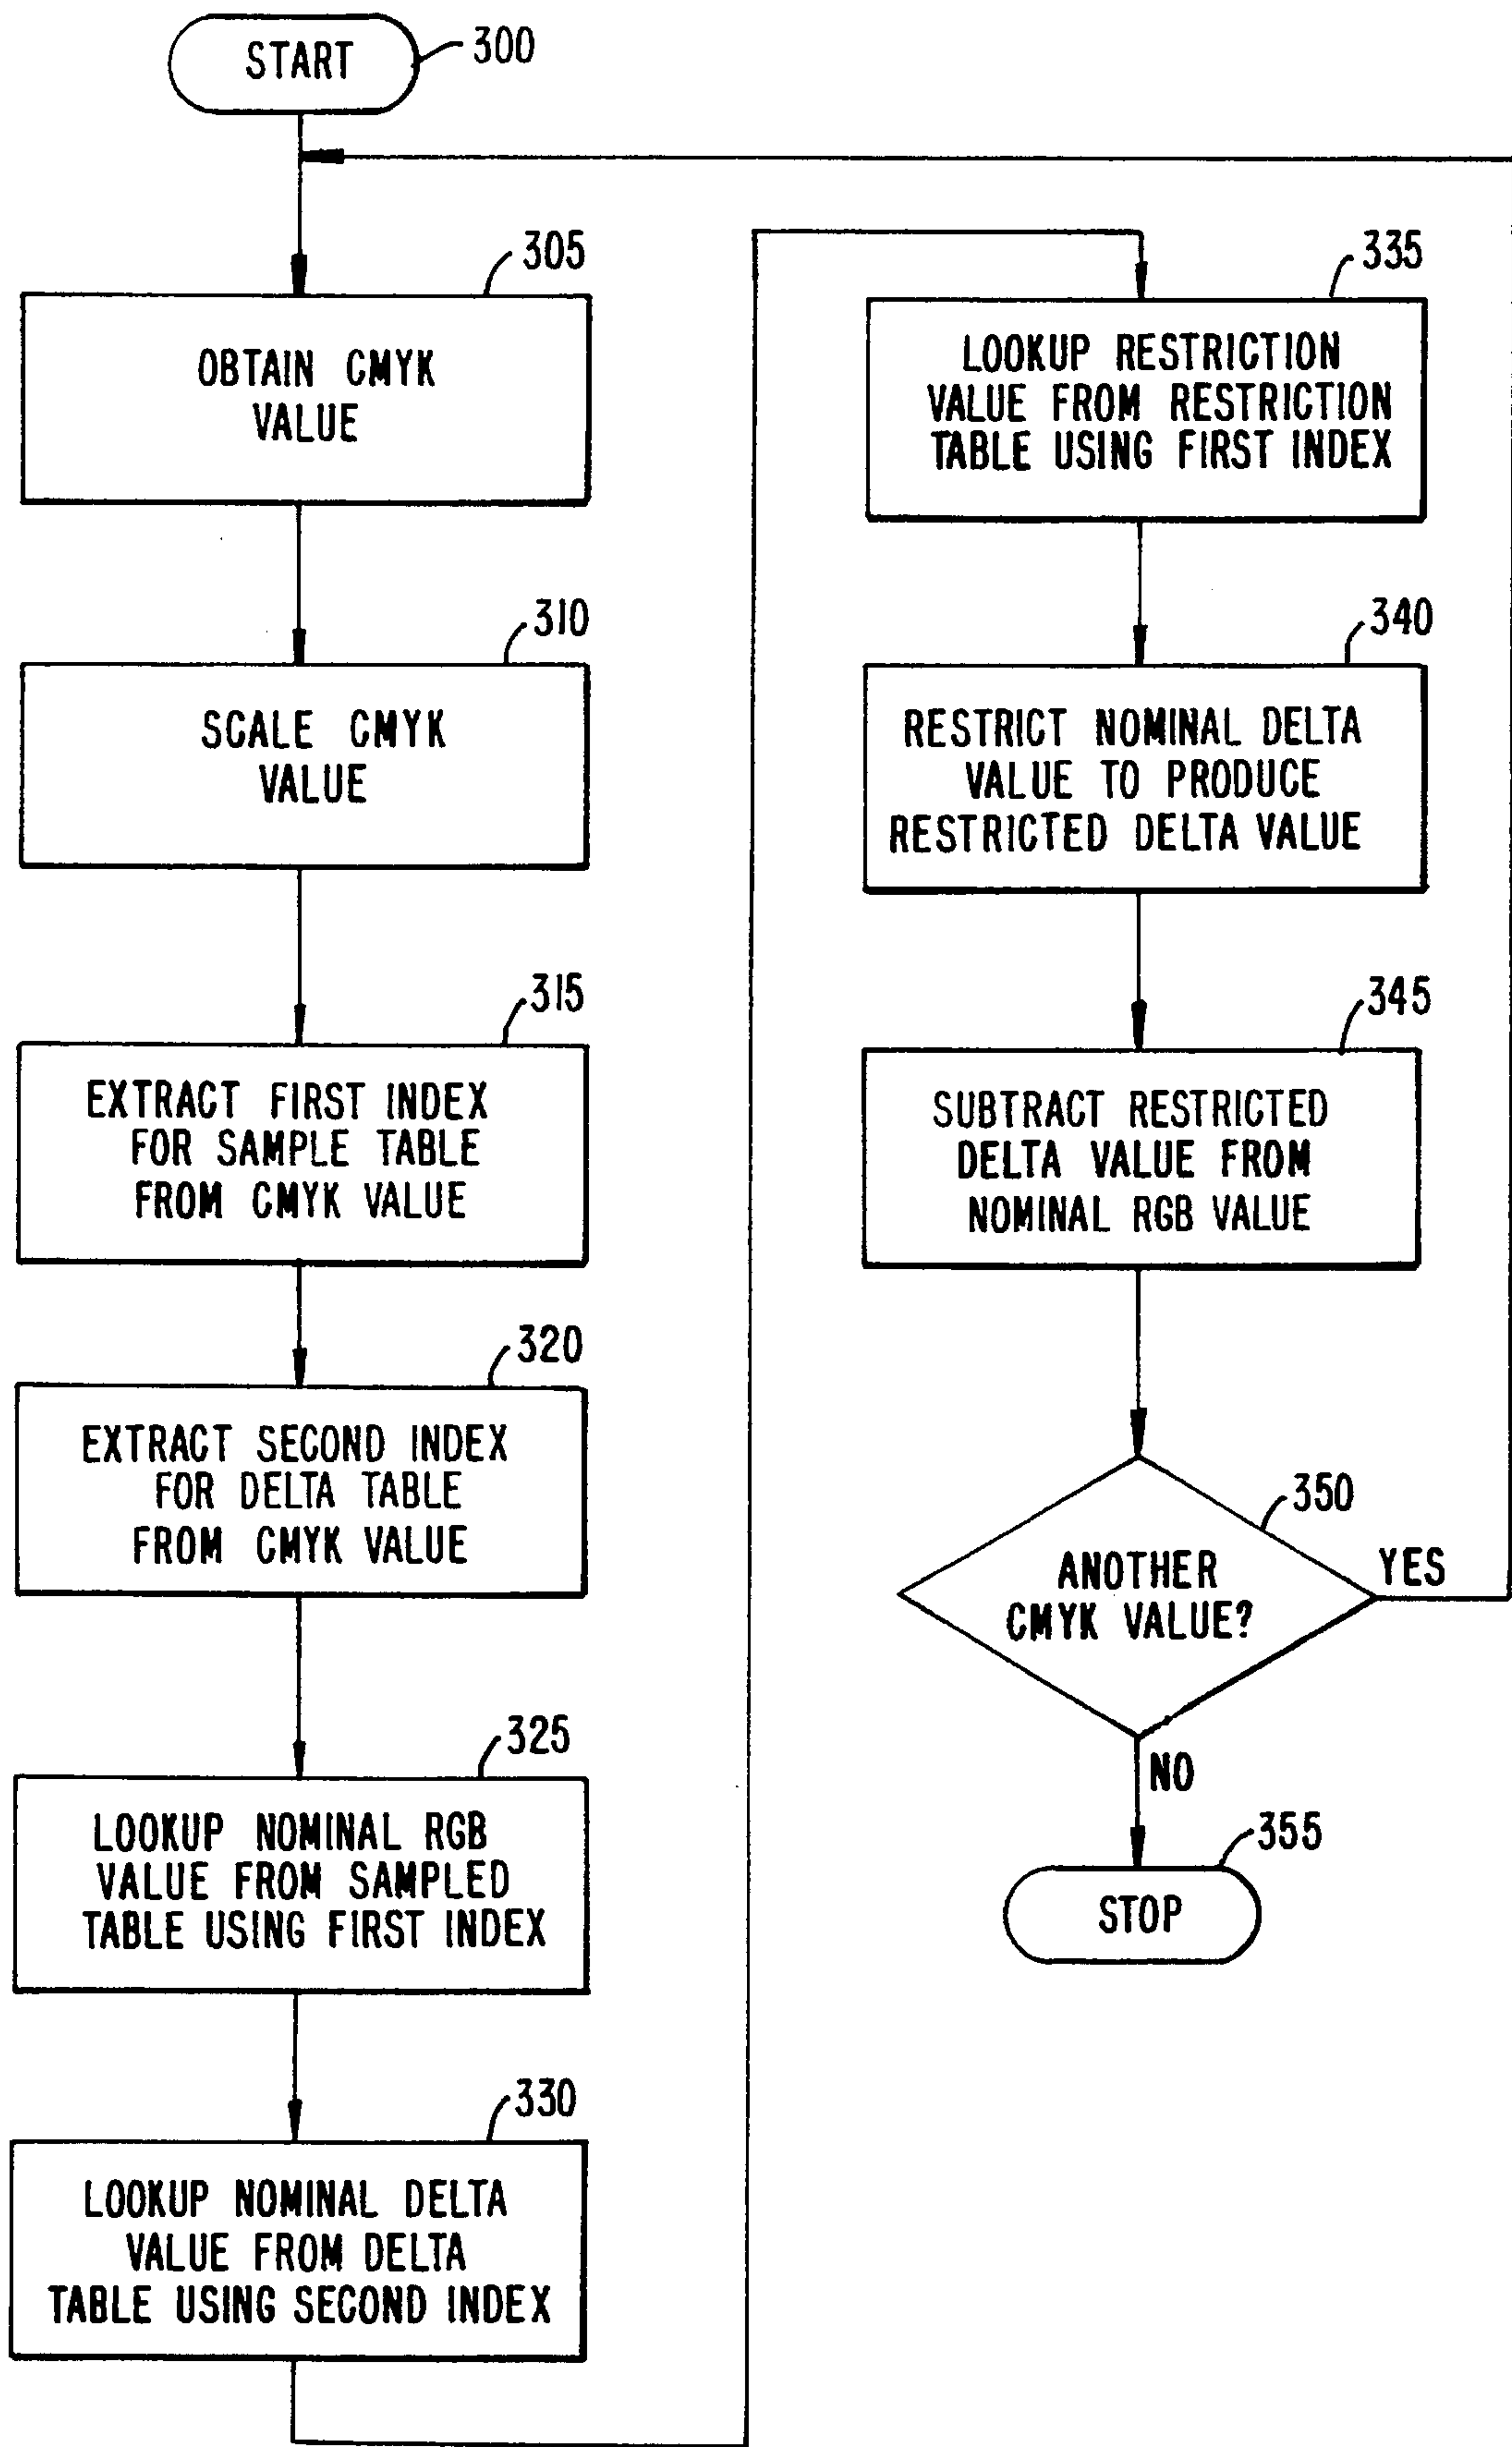 START
300
305
OBTAIN CMYK
VALUE
310
SCALE CMYK
VALUE
315
EXTRACT FIRST INDEX
FOR SAMPLE TABLE
FROM CMYK VALUE
320
EXTRACT SECOND INDEX
FOR DELTA TABLE
FROM CMYK VALUE
325
LOOKUP NOMINAL RGB
VALUE FROM SAMPLED
TABLE USING FIRST INDEX
330
LOOKUP NOMINAL DELTA
VALUE FROM DELTA
TABLE USING SECOND INDEX
335
LOOKUP RESTRICTION
VALUE FROM RESTRICTION
TABLE USING FIRST INDEX
340
RESTRICT NOMINAL DELTA
VALUE TO PRODUCE
RESTRICTED DELTA VALUE
345
SUBTRACT RESTRICTED
DELTA VALUE FROM
NOMINAL RGB VALUE
350
ANOTHER
CMYK VALUE?
YES
NO
355
STOP